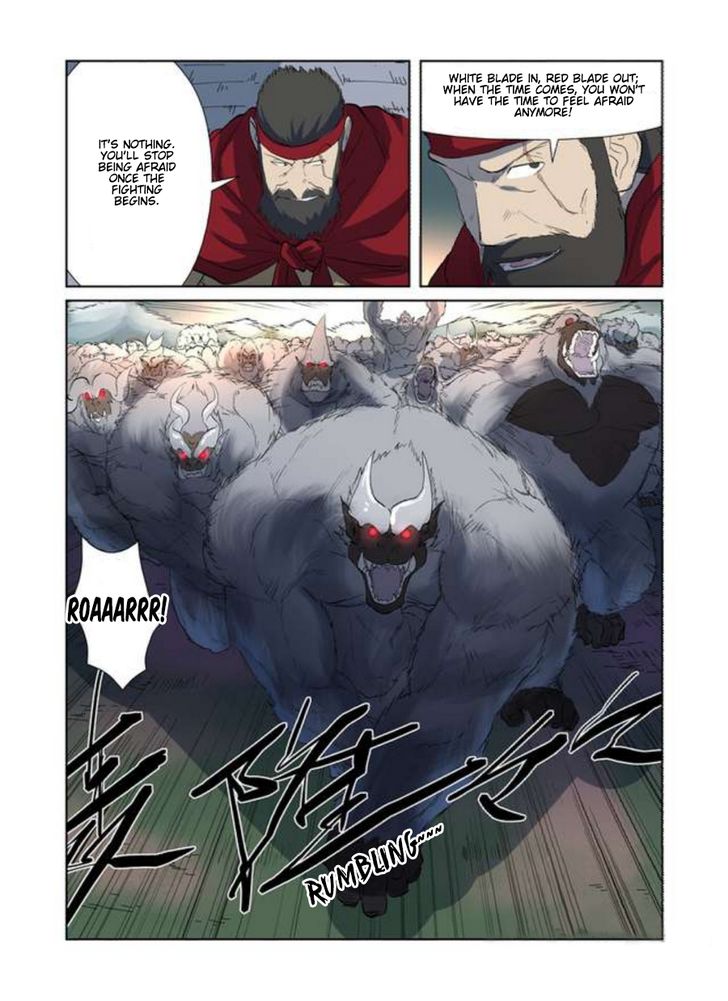 IT'S NOTHING.
YOU'LL STOP
BEING AFRAID
ONCE THE
FIGHTING
BEGINS.
WHITE BLADE IN, RED BLADE OUT;
WHEN THE TIME COMES, YOU WON'T
HAVE THE TIME TO FEEL AFRAID
ANYMORE!
ROAAARRR!
RUMBLING~~~